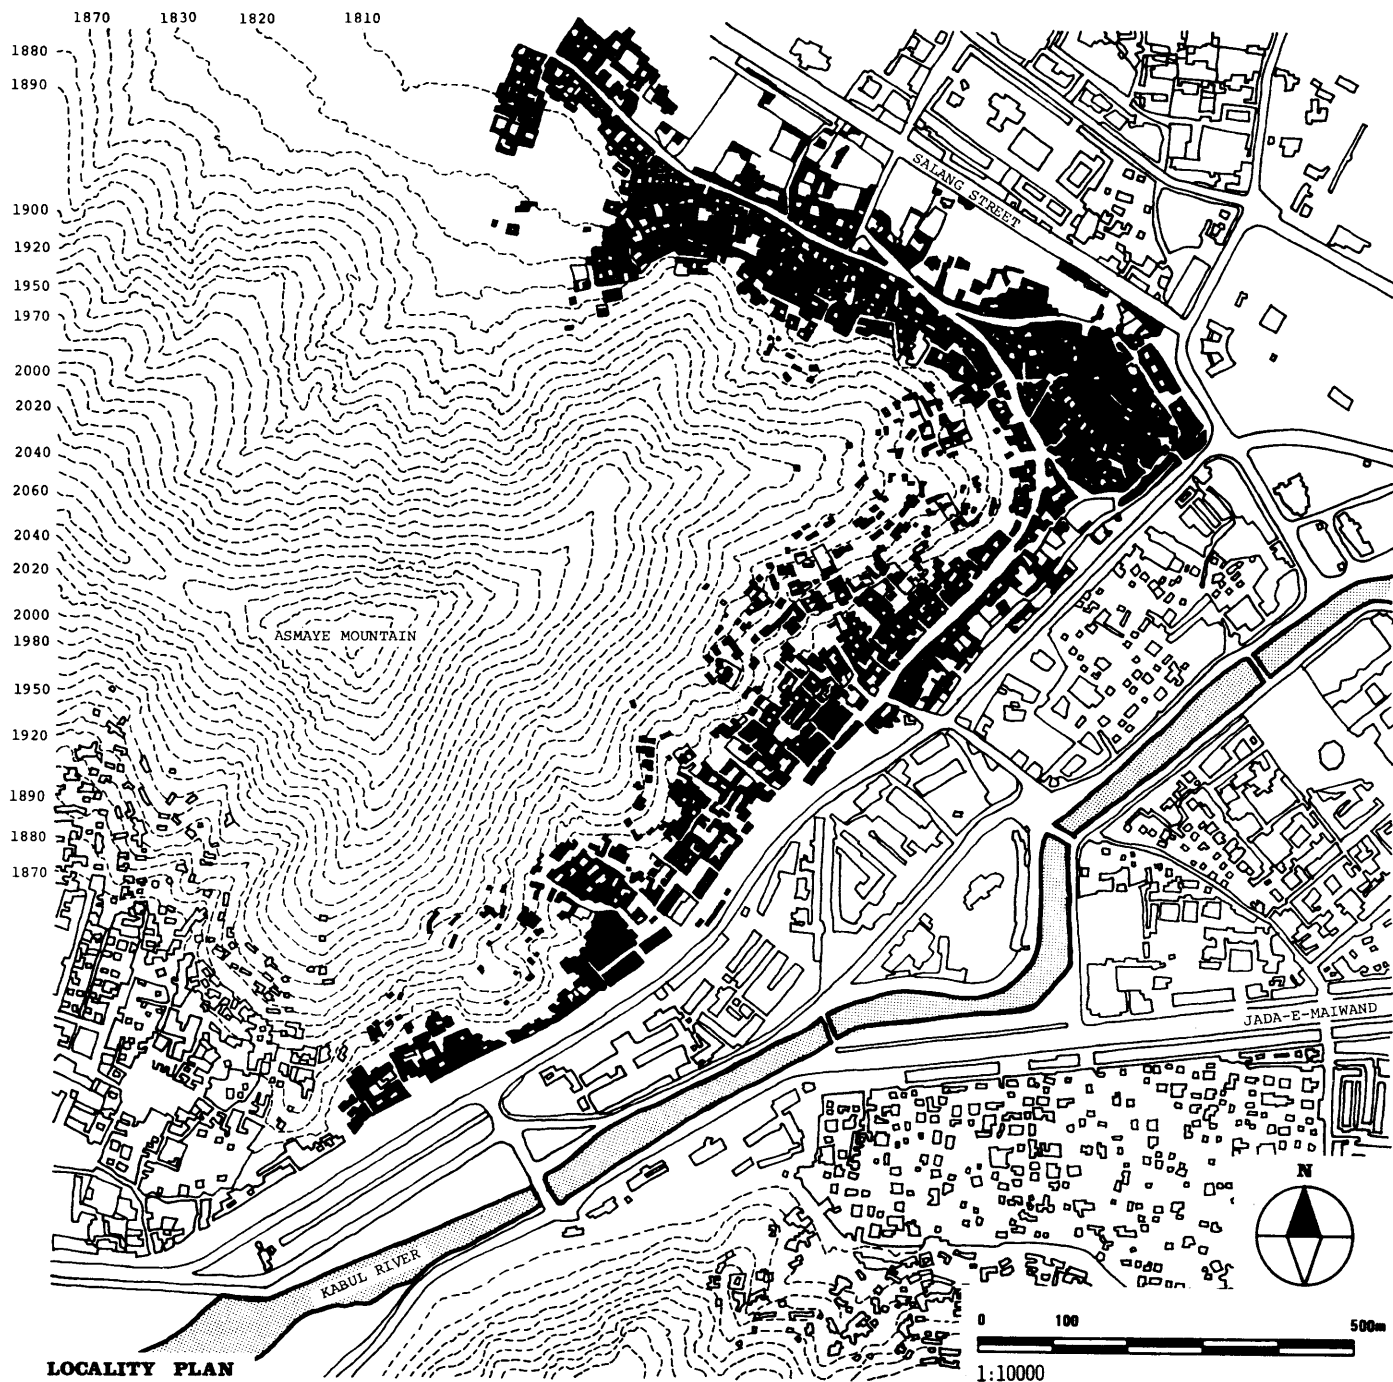 1870 1830 1820 1810
1880
1890
1900
1920
1950
1970
2000
2020
2040
2060
2040
2020
2000
1980
1950
1920
1890
1880
1870
SALANG STREET
ASMAYE MOUNTAIN
JADA-E-MAIWAND
KABUL RIVER
N
0 100 500m
1:10000
LOCALITY PLAN